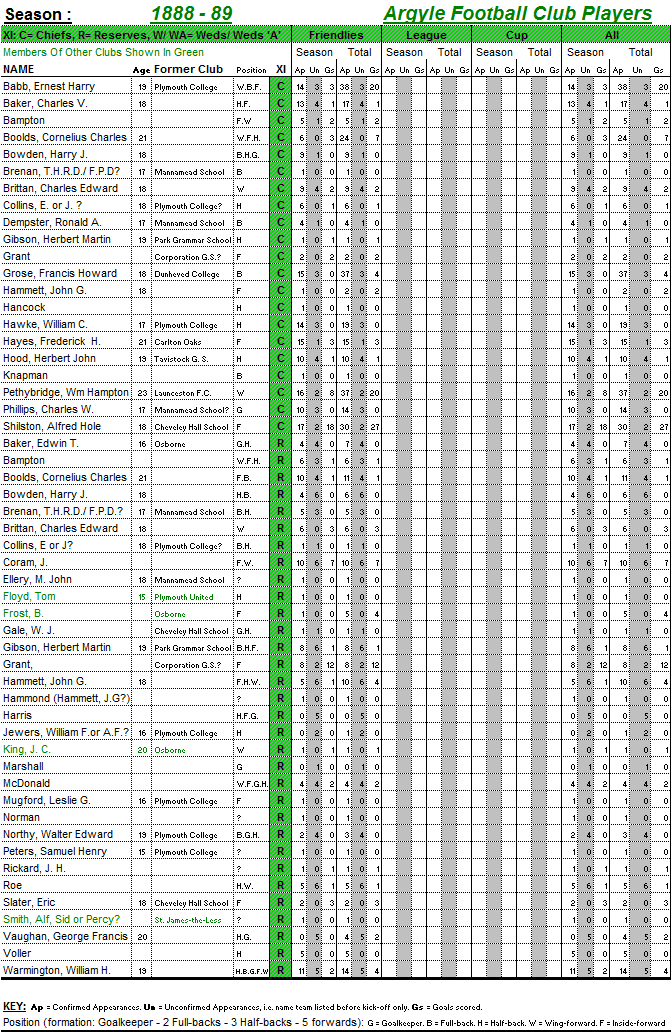 Season : 1888 - 89 Argyle Football Club Players
XI: C= Chiefs, R= Reserves, W/ WA= Weds/ Weds 'A' Friendlies League Cup All
Members Of Other Clubs Shown In Green Season Total Season Total Season Total Season Total
NAME Age Former Club Position XI Ap Un Gs Ap Un Gs Ap Un Gs Ap Un Gs Ap Un Gs Ap Un Gs Ap Un Gs Ap Un Gs
Babb, Ernest Harry 19 Plymouth College W.B.F. C 14 3 3 38 3 20 14 3 3 38 3 20
Baker, Charles V. 18 H.F. C 13 4 1 17 4 1 13 4 1 17 4 1
Bampton F.W C 5 1 2 5 1 2 5 1 2 5 1 2
Boolds, Cornelius Charles 21 W.F.H. C 6 0 3 24 0 7 6 0 3 24 0 7
Bowden, Harry J. 18 B.H.G. C 9 1 0 9 1 0 9 1 0 9 1 0
Brenan, T.H.R.D./ F.P.D? 17 Mannamead School B C 1 0 0 1 0 0 1 0 0 1 0 0
Brittan, Charles Edward 18 W C 9 4 2 9 4 2 9 4 2 9 4 2
Collins, E. or J. ? 18 Plymouth College? H C 6 0 1 6 0 1 6 0 1 6 0 1
Dempster, Ronald A. 17 Mannamead School B C 4 1 0 4 1 0 4 1 0 4 1 0
Gibson, Herbert Martin 19 Park Grammar School H C 1 0 1 1 0 1 1 0 1 1 0 1
Grant Corporation G.S.? F C 2 0 2 2 0 2 2 0 2 2 0 2
Grose, Francis Howard 18 Dunheved College B C 15 3 0 37 3 4 15 3 0 37 3 4
Hammett, John G. 18 F C 1 0 0 2 0 2 1 0 0 2 0 2
Hancock H C 1 0 0 1 0 0 1 0 0 1 0 0
Hawke, William C. 17 Plymouth College H C 14 3 0 19 3 0 14 3 0 19 3 0
Hayes, Frederick H. 21 Carlton Oaks F C 15 1 3 15 1 3 15 1 3 15 1 3
Hood, Herbert John 19 Tavistock G. S. H C 10 4 1 10 4 1 10 4 1 10 4 1
Knapman B C 1 0 0 1 0 0 1 0 0 1 0 0
Pethybridge, Wm Hampton 23 Launceston F.C. W C 16 2 8 37 2 20 16 2 8 37 2 20
Phillips, Charles W. 17 Mannamead School? G C 10 3 0 14 3 0 10 3 0 14 3 0
Shilston, Alfred Hole 18 Cheveley Hall School F C 17 2 18 30 2 27 17 2 18 30 2 27
Baker, Edwin T. 16 Osborne G.H. R 4 4 0 7 4 0 4 4 0 7 4 0
Bampton W.F.H. R 6 3 1 6 3 1 6 3 1 6 3 1
Boolds, Cornelius Charles 21 F.B. R 10 4 1 11 4 1 10 4 1 11 4 1
Bowden, Harry J. 18 H.B. R 4 6 0 6 6 0 4 6 0 6 6 0
Brenan, T.H.R.D./ F.P.D.? 17 Mannamead School B.H. R 5 3 0 5 3 0 5 3 0 5 3 0
Brittan, Charles Edward 18 W R 6 0 3 6 0 3 6 0 3 6 0 3
Collins, E or J? 18 Plymouth College? B.H. R 1 1 0 1 1 0 1 1 0 1 1 0
Coram, J. F.W. R 10 6 7 10 6 7 10 6 7 10 6 7
Ellery, M. John 18 Mannamead School ? R 1 0 0 1 0 0 1 0 0 1 0 0
Floyd, Tom 15 Plymouth United H R 1 0 0 1 0 0 1 0 0 1 0 0
Frost, B. Osborne F R 1 0 0 5 0 4 1 0 0 5 0 4
Gale, W. J. Cheveley Hall School G.H. R 1 1 0 1 1 0 1 1 0 1 1 0
Gibson, Herbert Martin 19 Park Grammar School B.H.F. R 8 6 1 8 6 1 8 6 1 8 6 1
Grant, Corporation G.S.? F R 8 2 12 8 2 12 8 2 12 8 2 12
Hammett, John G. 18 F.H.W. R 5 6 1 10 6 4 5 6 1 10 6 4
Hammond (Hammett, J.G?) ? R 1 0 0 1 0 0 1 0 0 1 0 0
Harris H.F.G. R 0 5 0 0 5 0 0 5 0 0 5 0
Jewers, William F.or A.F.? 16 Plymouth College H R 0 2 0 1 2 0 0 2 0 1 2 0
King, J. C. 20 Osborne W R 1 0 1 1 0 1 1 0 1 1 0 1
Marshall G R 0 1 0 0 1 0 0 1 0 0 1 0
McDonald W.F.G.H. R 4 4 2 4 4 2 4 4 2 4 4 2
Mugford, Leslie G. 16 Plymouth College F R 1 0 0 1 0 0 1 0 0 1 0 0
Norman ? R 1 0 0 1 0 0 1 0 0 1 0 0
Northy, Walter Edward 19 Plymouth College B.G.H. R 2 4 0 3 4 0 2 4 0 3 4 0
Peters, Samuel Henry 15 Plymouth College ? R 1 0 0 1 0 0 1 0 0 1 0 0
Rickard, J. H. ? R 1 0 0 1 0 0 1 0 0 1 0 0
Roe H.W. R 5 6 1 5 6 1 5 6 1 5 6 1
Slater, Eric 18 Cheveley Hall School F R 2 0 3 2 0 3 2 0 3 2 0 3
Smith, Alf, Sid or Percy? St. James-the-Less ? R 1 0 0 1 0 0 1 0 0 1 0 0
Vaughan, George Francis 20 H.G. R 0 5 0 4 5 2 0 5 0 4 5 2
Voller H R 5 0 0 5 0 0 5 0 0 5 0 0
Warmington, William H. 19 H.B.G.F.W R 11 5 2 14 5 4 11 5 2 14 5 4
KEY: Ap = Confirmed Appearances. Un = Unconfirmed Appearances, i.e. name team listed before kick-off only. Gs = Goals scored.
Position (formation: Goalkeeper - 2 Full-backs - 3 Half-backs - 5 forwards): G = Goalkeeper. B = Full-back. H = Half-back. W = Wing-forward. F = Inside-forward.